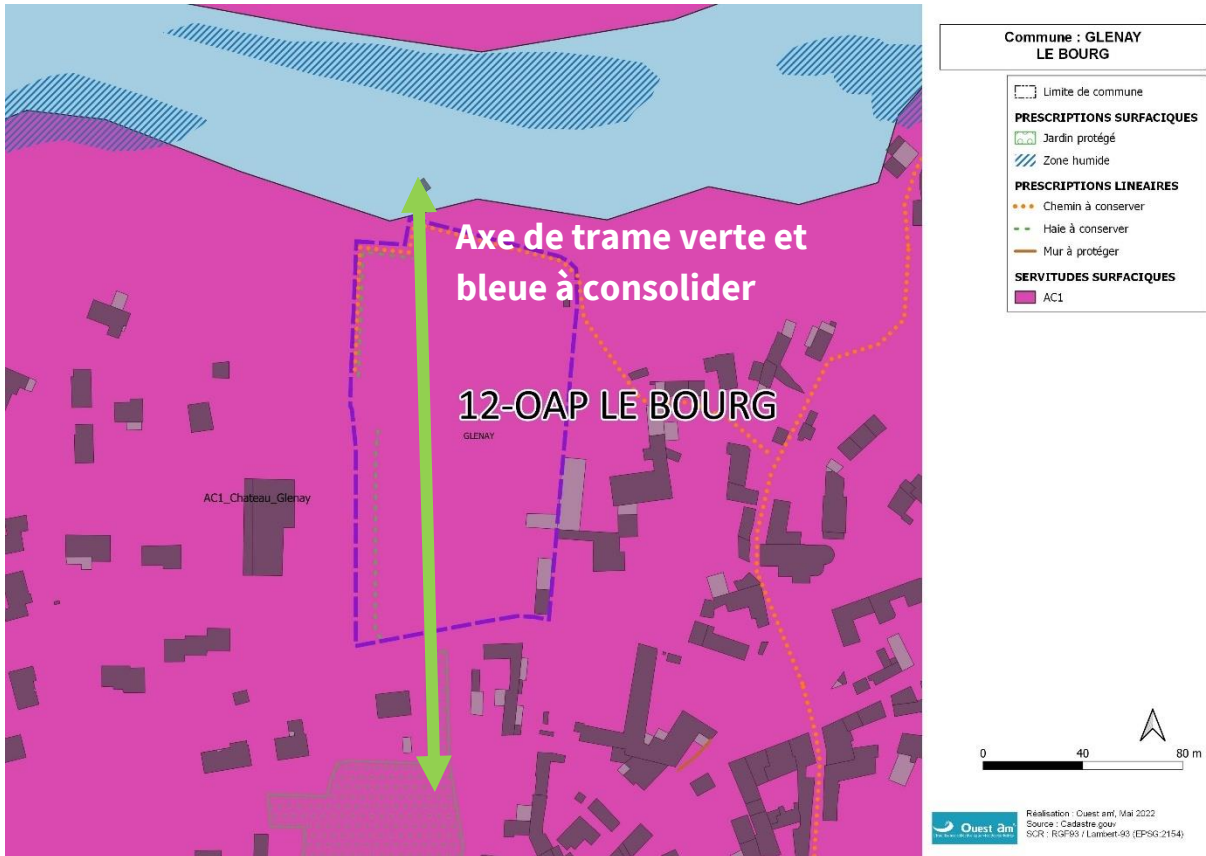 Axe de trame verte et
bleue à consolider
12-OAP LE BOURG
GLENAY
AC1_Chateau_Glenay
Commune : GLENAY
LE BOURG
Limite de commune
PRESCRIPTIONS SURFACIQUES
Jardin protégé
Zone humide
PRESCRIPTIONS LINEAIRES
Chemin à conserver
Haie à conserver
Mur à protéger
SERVITUDES SURFACIQUES
AC1
0 40 80 m
Ouest am'
Réalisation : Ouest am', Mai 2022
Source : Cadastre gouv
SCR : RGF93 / Lambert-93 (EPSG:2154)